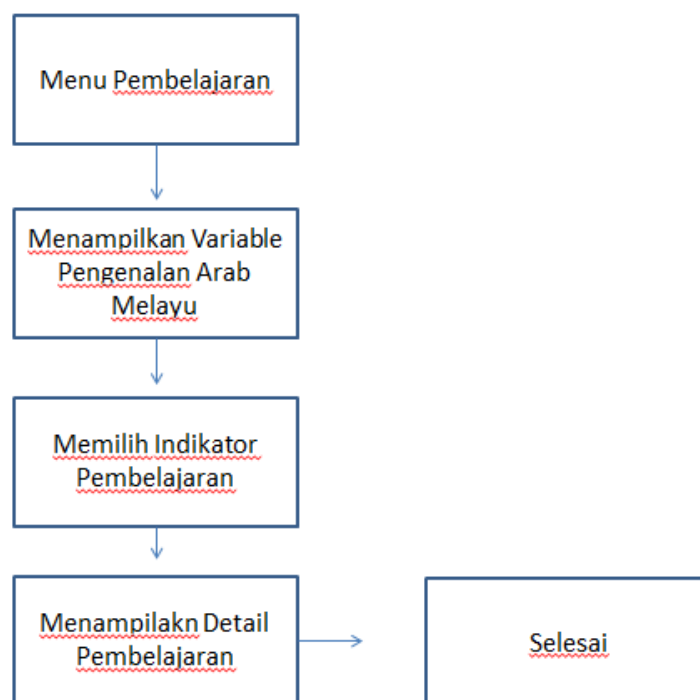 Menu Pembelajaran
Menampilkan Variable
Pengenalan Arab
Melayu
Memilih Indikator
Pembelajaran
Menampilakn Detail
Pembelajaran
Selesai